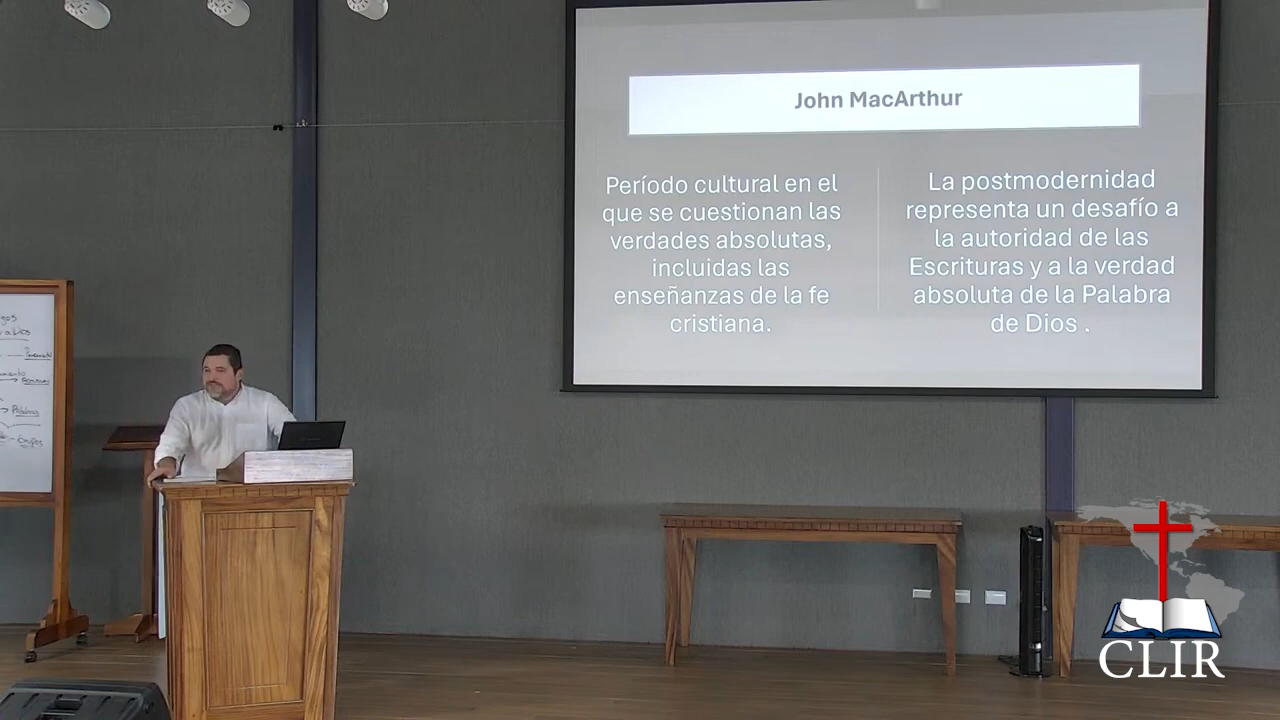 John MacArthur
Período cultural en el
que se cuestionan las
verdades absolutas,
incluidas las
enseñanzas de la fe
cristiana.
La postmodernidad
representa un desafío a
la autoridad de las
Escrituras y a la verdad
absoluta de la Palabra
de Dios .
CLIR